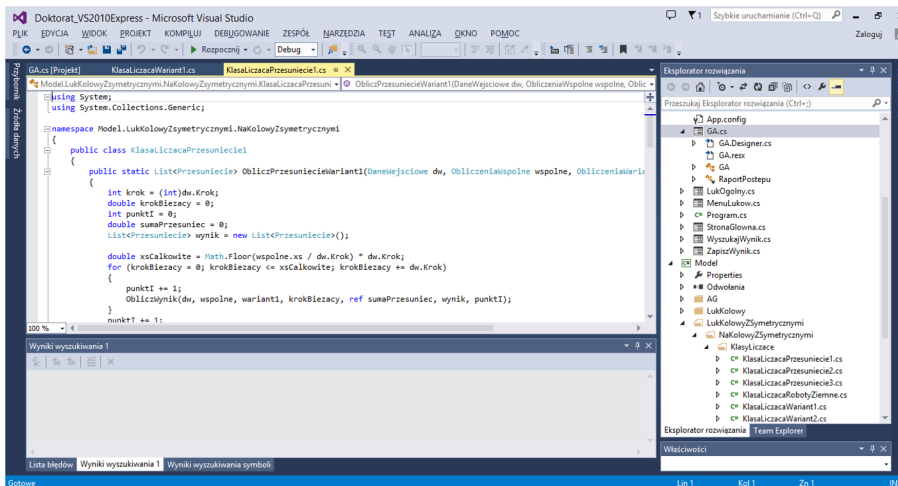 Doktorat_VS2010Express - Microsoft Visual Studio
1
Szybkie uruchamianie (Ctrl+Q)
PLIK EDYCJA WIDOK PROJEKT KOMPILUJ DEBUGOWANIE ZESPÓŁ NARZĘDZIA TEST ANALIZA OKNO POMOC
Zaloguj
Rozpocznij
Debug
Przybornik
Źródła danych
GA.cs [Projekt] KlasaLiczacaWariant1.cs KlasaLiczacaPrzesuniecie1.cs
Model.LukKolowyZsymetrycznymi.NaKolowyZsymetrycznymi.KlasaLiczacaPrzesuni
ObliczPrzesuniecieWariant1(DaneWejsciowe dw, ObliczeniaWspolne wspolne, Oblic
using System;
using System.Collections.Generic;
namespace Model.LukKolowyZsymetrycznymi.NaKolowyZsymetrycznymi
{
public class KlasaLiczacaPrzesuniecie1
{
public static List<Przesuniecie> ObliczPrzesuniecieWariant1(DaneWejsciowe dw, ObliczeniaWspolne wspolne, ObliczeniaWaria
{
int krok = (int)dw.Krok;
double krokBiezacy = 0;
int punktI = 0;
double sumaPrzesuniec = 0;
List<Przesuniecie> wynik = new List<Przesuniecie>();
double xsCalkowite = Math.Floor(wspolne.xs / dw.Krok) * dw.Krok;
for (krokBiezacy = 0; krokBiezacy <= xsCalkowite; krokBiezacy += dw.Krok)
{
punktI += 1;
ObliczWynik(dw, wspolne, wariant1, krokBiezacy, ref sumaPrzesuniec, wynik, punktI);
}
punktI += 1;
100 %
Wyniki wyszukiwania 1
Lista błędów Wyniki wyszukiwania 1 Wyniki wyszukiwania symboli
Eksplorator rozwiązania
Przeszukaj Eksplorator rozwiązania (Ctrl+;)
App.config
GA.cs
GA.Designer.cs
GA.resx
GA
RaportPostepu
LukOgolny.cs
MenuLukow.cs
Program.cs
StronaGlowna.cs
WyszukajWynik.cs
ZapiszWynik.cs
Model
Properties
Odwołania
AG
LukKolowy
LukKolowyZSymetrycznymi
NaKolowyZSymetrycznymi
KlasyLiczace
KlasaLiczacaPrzesuniecie1.cs
KlasaLiczacaPrzesuniecie2.cs
KlasaLiczacaPrzesuniecie3.cs
KlasaLiczacaRobotyZiemne.cs
KlasaLiczacaWariant1.cs
KlasaLiczacaWariant2.cs
Eksplorator rozwiązania Team Explorer
Właściwości
Gotowe
Lin 1 Kol 1 Zn 1 IN